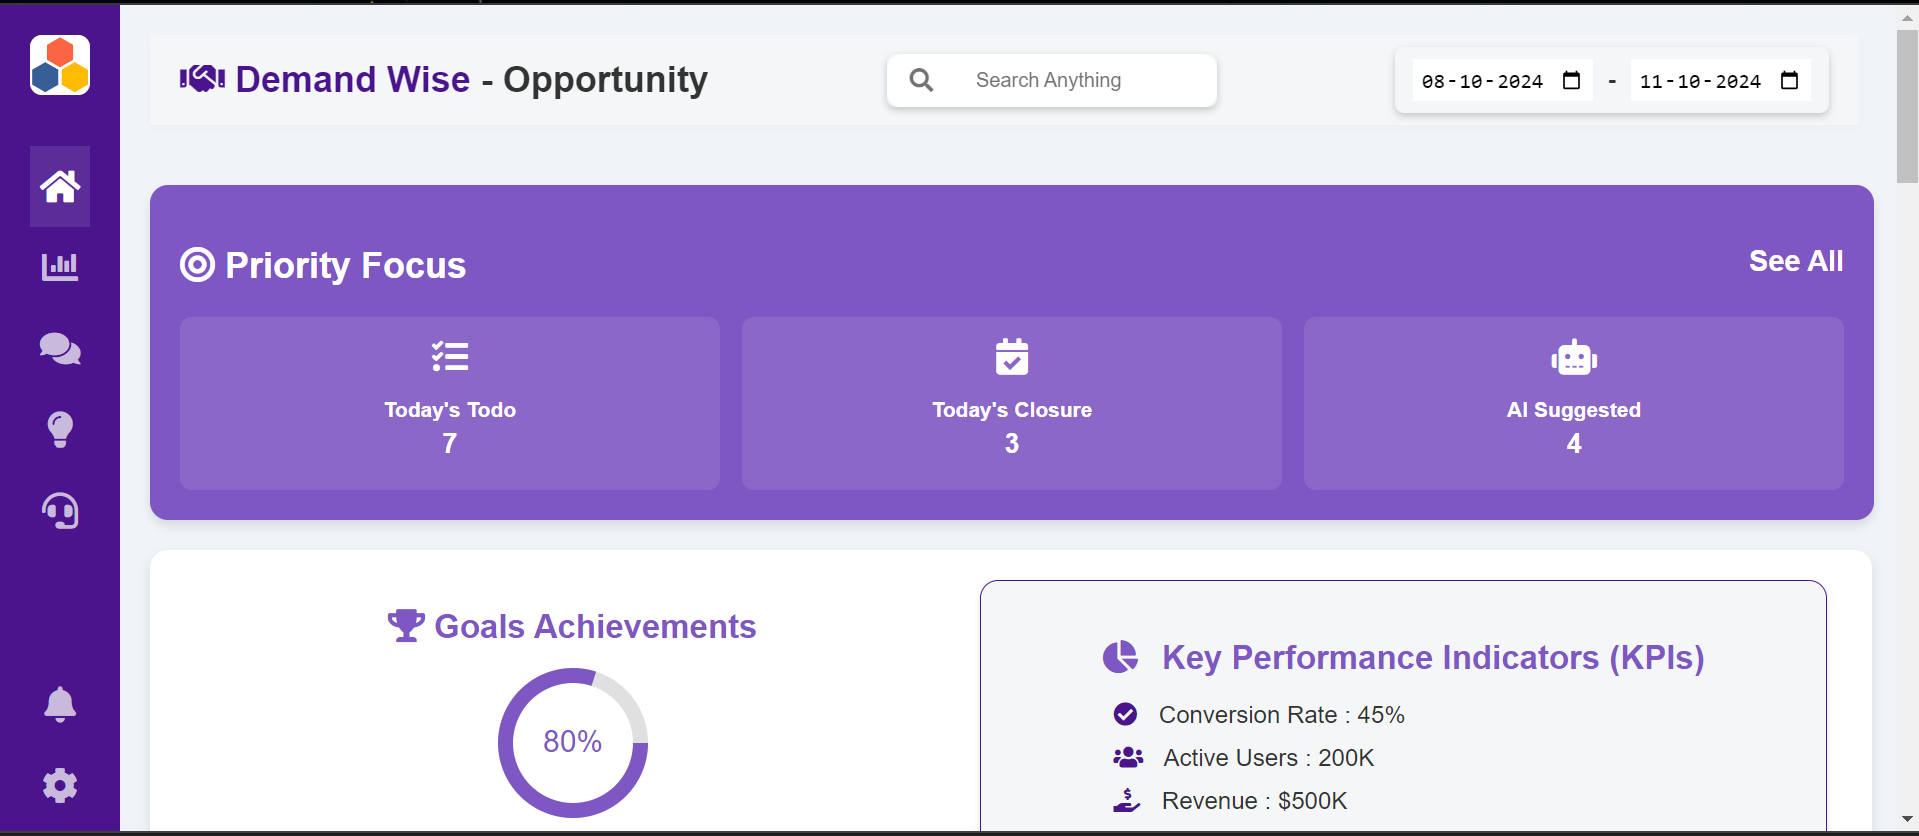 Demand Wise - Opportunity
Search Anything
08-10-2024 - 11-10-2024
Priority Focus
See All
Today's Todo
7
Today's Closure
3
AI Suggested
4
Goals Achievements
80%
Key Performance Indicators (KPIs)
Conversion Rate : 45%
Active Users : 200K
Revenue : $500K